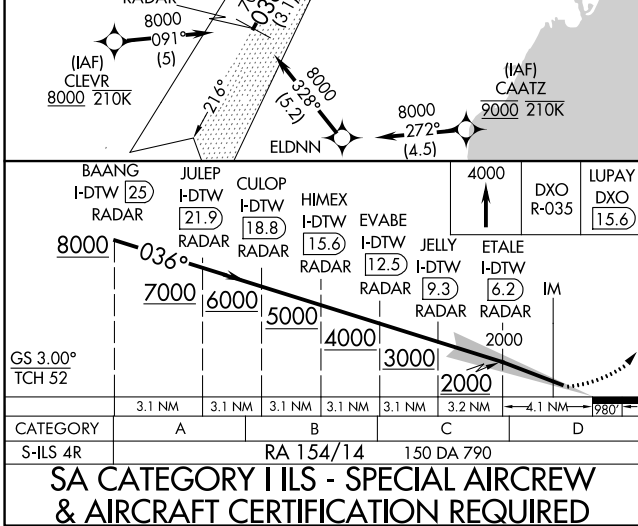 RADAR
8000
091°
(5)
(IAF)
CLEVR
8000 210K
(3.1)
216°
8000
328°
(5.2)
ELDNN
8000
272°
(4.5)
(IAF)
CAATZ
9000 210K
BAANG
I-DTW 25
RADAR
JULEP
I-DTW
21.9
RADAR
CULOP
I-DTW
18.8
RADAR
HIMEX
I-DTW
15.6
RADAR
EVABE
I-DTW
12.5
RADAR
JELLY
I-DTW
9.3
RADAR
ETALE
I-DTW
6.2
RADAR
IM
4000
DXO
R-035
LUPAY
DXO
15.6
8000
036°
7000
6000
5000
4000
3000
2000
2000
GS 3.00°
TCH 52
3.1 NM 3.1 NM 3.1 NM 3.1 NM 3.1 NM 3.2 NM 4.1 NM 980'
CATEGORY A B C D
S-ILS 4R RA 154/14 150 DA 790
SA CATEGORY I ILS - SPECIAL AIRCREW
& AIRCRAFT CERTIFICATION REQUIRED